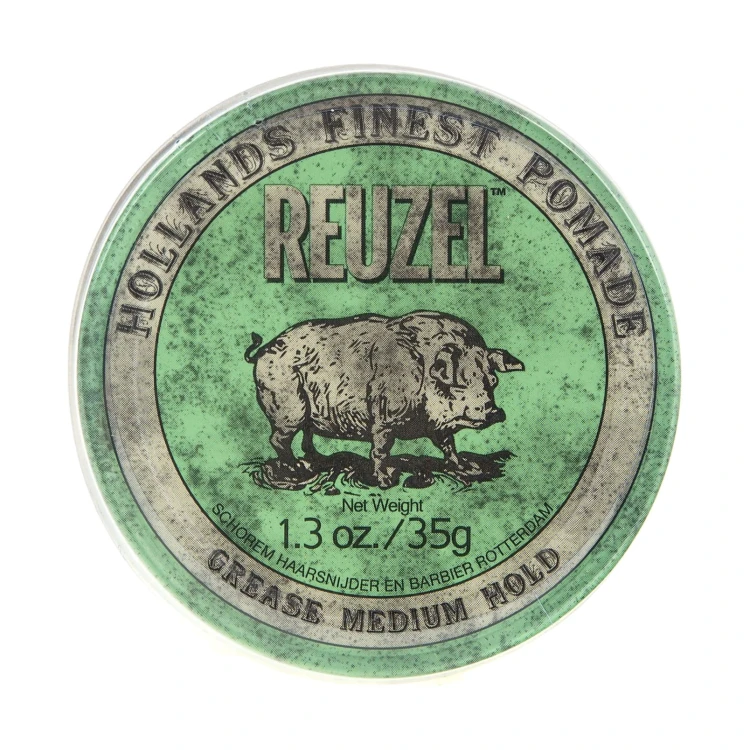 HOLLANDS FINEST POMADE
REUZEL™
Net Weight
1.3 oz./35g
SCHOREM HAARSNIJDER EN BARBIER ROTTERDAM
GREASE MEDIUM HOLD